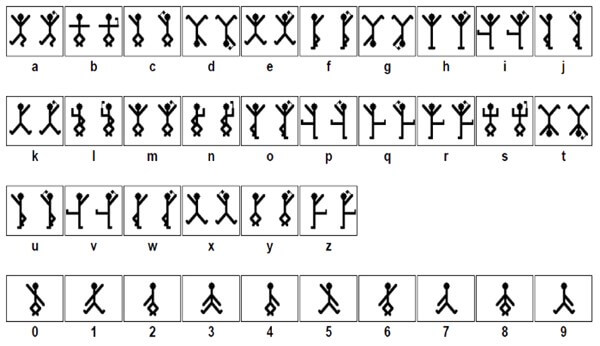 a b c d e f g h i j
k l m n o p q r s t
u v w x y z
0 1 2 3 4 5 6 7 8 9